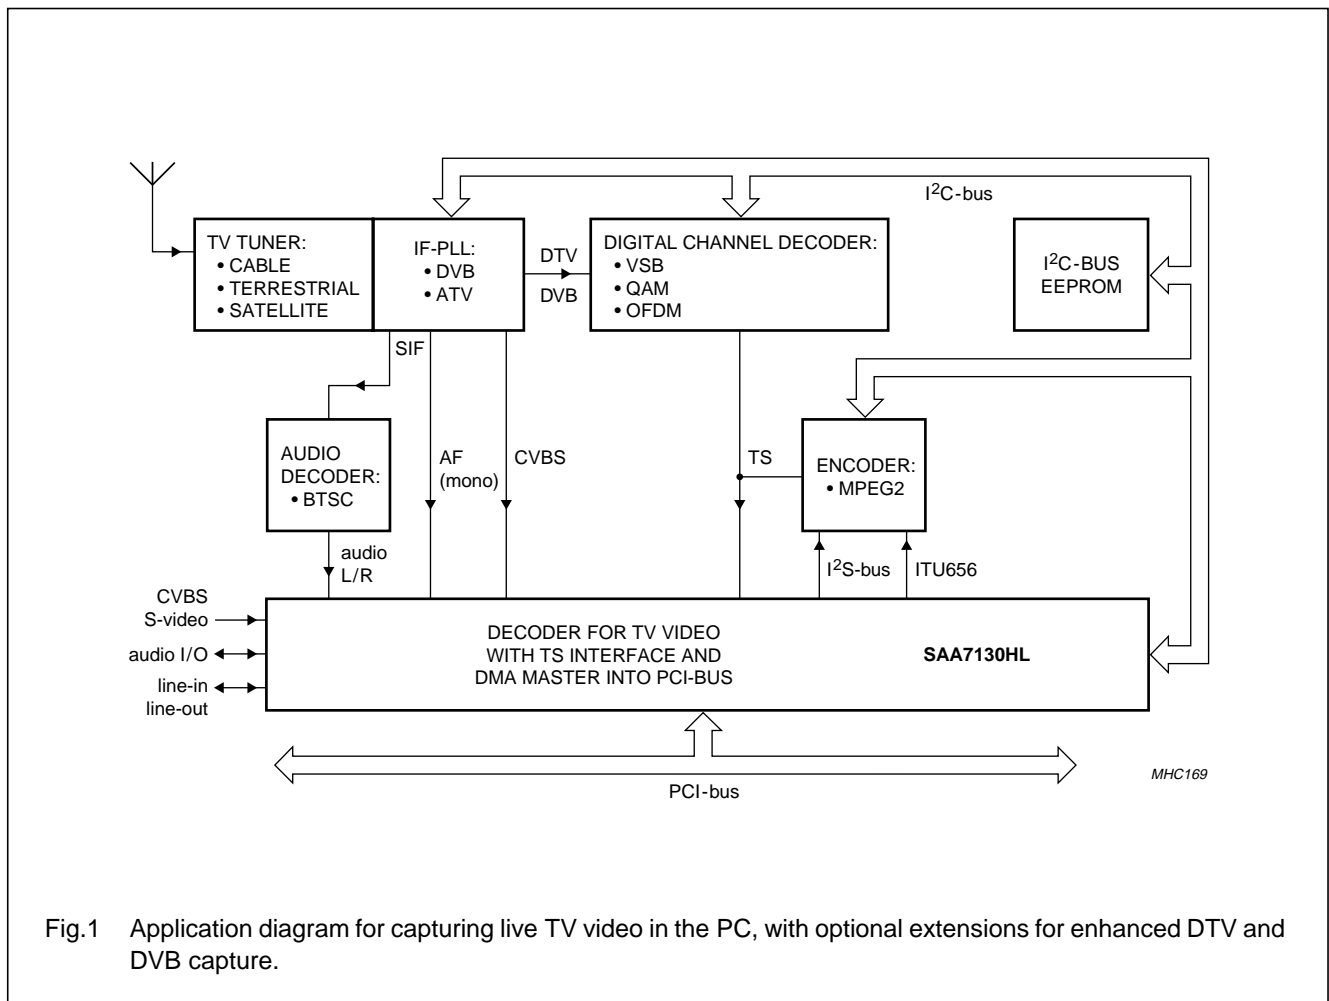 I²C-bus
TV TUNER:
• CABLE
• TERRESTRIAL
• SATELLITE
IF-PLL:
• DVB
• ATV
DTV
DVB
DIGITAL CHANNEL DECODER:
• VSB
• QAM
• OFDM
I²C-BUS
EEPROM
SIF
AUDIO
DECODER:
• BTSC
AF
(mono)
CVBS
TS
ENCODER:
• MPEG2
audio
L/R
I²S-bus
ITU656
CVBS
S-video
audio I/O
line-in
line-out
DECODER FOR TV VIDEO
WITH TS INTERFACE AND
DMA MASTER INTO PCI-BUS
SAA7130HL
PCI-bus
MHC169
Fig.1 Application diagram for capturing live TV video in the PC, with optional extensions for enhanced DTV and
DVB capture.